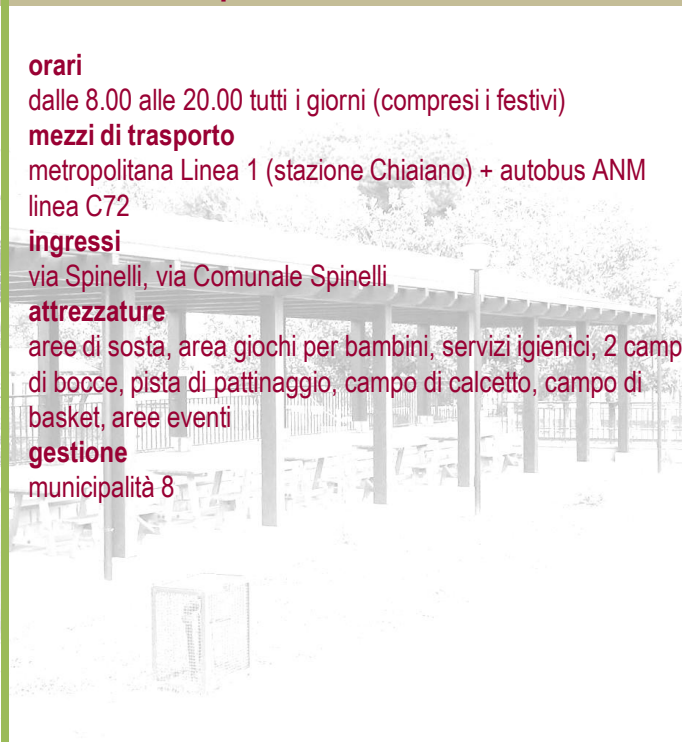 orari
dalle 8.00 alle 20.00 tutti i giorni (compresi i festivi)
mezzi di trasporto
metropolitana Linea 1 (stazione Chiaiano) + autobus ANM
linea C72
ingressi
via Spinelli, via Comunale Spinelli
attrezzature
aree di sosta, area giochi per bambini, servizi igienici, 2 camp
di bocce, pista di pattinaggio, campo di calcetto, campo di
basket, aree eventi
gestione
municipalità 8